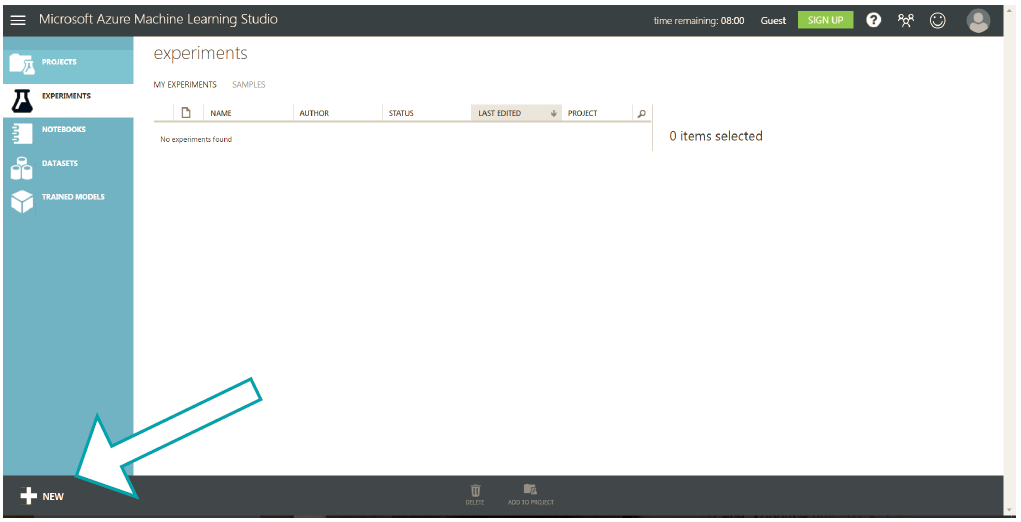 Microsoft Azure Machine Learning Studio
time remaining: 08:00 Guest SIGN UP ?
PROJECTS
EXPERIMENTS
NOTEBOOKS
DATASETS
TRAINED MODELS
experiments
MY EXPERIMENTS SAMPLES
NAME AUTHOR STATUS LAST EDITED PROJECT
No experiments found
0 items selected
NEW
DELETE ADD TO PROJECT